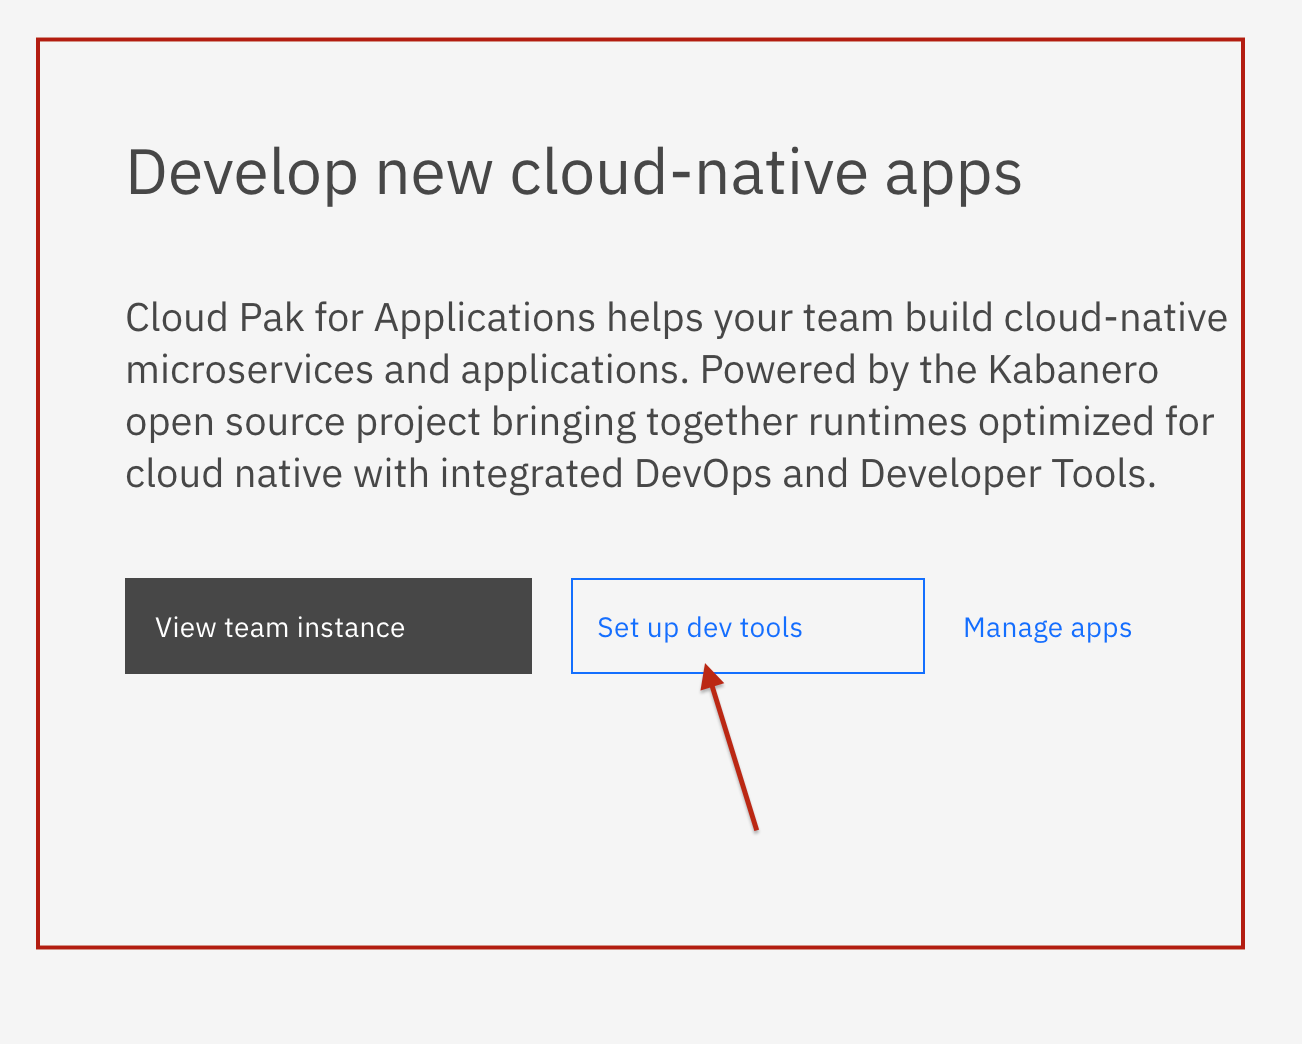 Develop new cloud-native apps
Cloud Pak for Applications helps your team build cloud-native
microservices and applications. Powered by the Kabanero
open source project bringing together runtimes optimized for
cloud native with integrated DevOps and Developer Tools.
View team instance
Set up dev tools
Manage apps